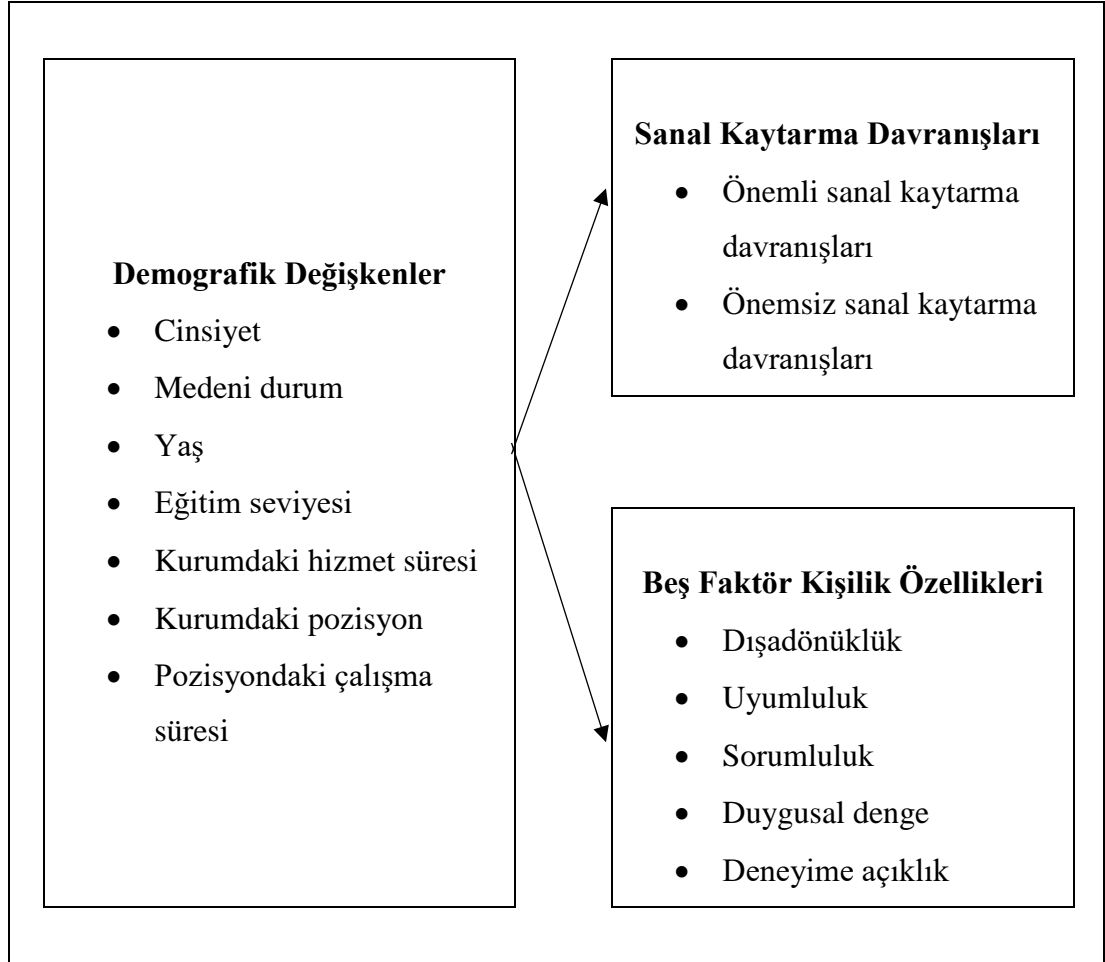 Demografik Değişkenler
• Cinsiyet
• Medeni durum
• Yaş
• Eğitim seviyesi
• Kurumdaki hizmet süresi
• Kurumdaki pozisyon
• Pozisyondaki çalışma
süresi
Sanal Kaytarma Davranışları
• Önemli sanal kaytarma
davranışları
• Önemsiz sanal kaytarma
davranışları
Beş Faktör Kişilik Özellikleri
• Dışadönüklük
• Uyumluluk
• Sorumluluk
• Duygusal denge
• Deneyime açıklık